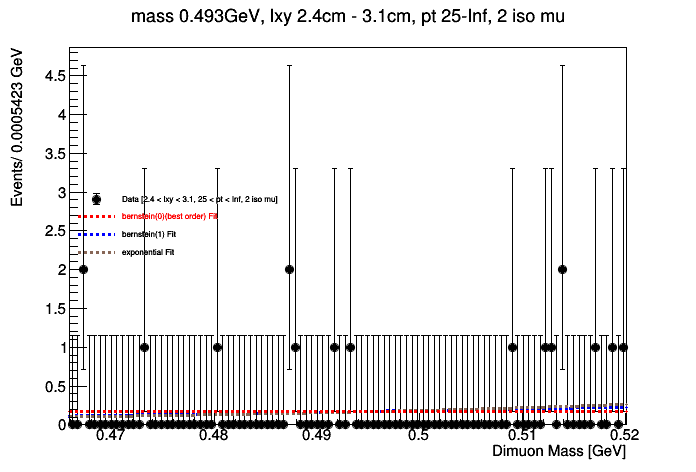 mass 0.493GeV, lxy 2.4cm - 3.1cm, pt 25-Inf, 2 iso mu
Events/ 0.0005423 GeV
4.5
4
3.5
3
Data [2.4 < lxy < 3.1, 25 < pt < Inf, 2 iso mu]
bernstein(0)(best order) Fit
2.5
bernstein(1) Fit
exponential Fit
2
1.5
1
0.5
0
0.47 0.48 0.49 0.5 0.51 0.52
Dimuon Mass [GeV]